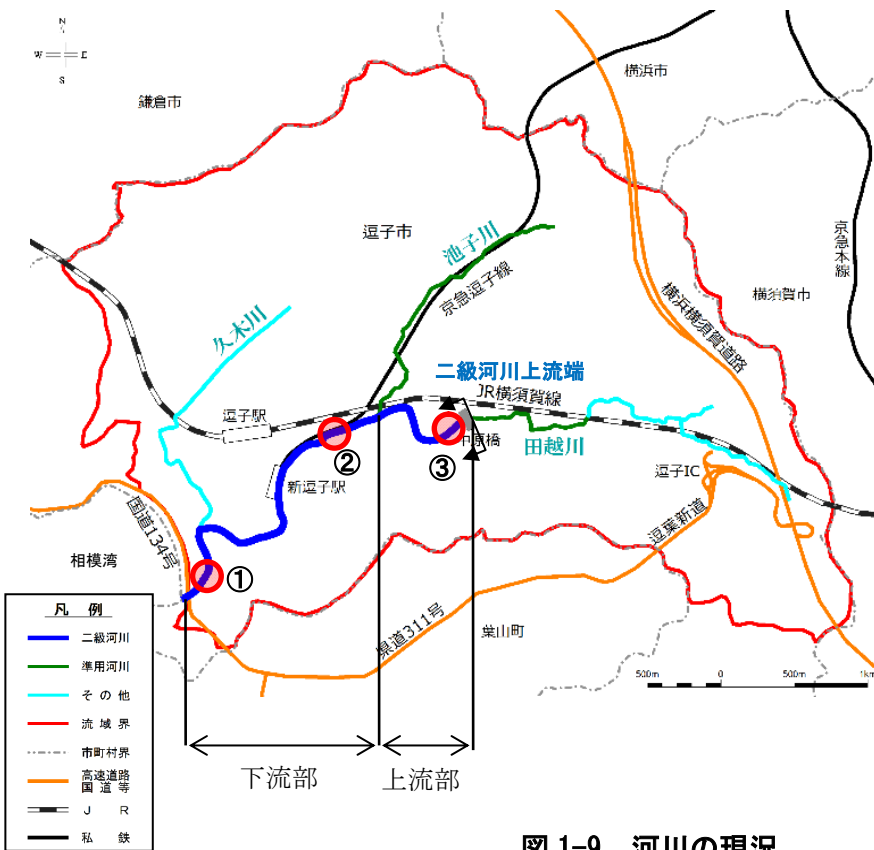 N
W E
S
鎌倉市
横浜市
逗子市
池子川
京急逗子線
京急本線
横須賀市
横浜横須賀道路
久木川
二級河川上流端
JR横須賀線
逗子駅
②
③
田越川
逗子IC
新逗子駅
逗葉新道
国道134号
相模湾
①
県道311号
葉山町
500m 0 500m 1km
凡 例
二級河川
準用河川
そ の 他
流 域 界
市町村界
高速道路
国 道 等
J R
私 鉄
下流部
上流部
図 1-9 河川の現況